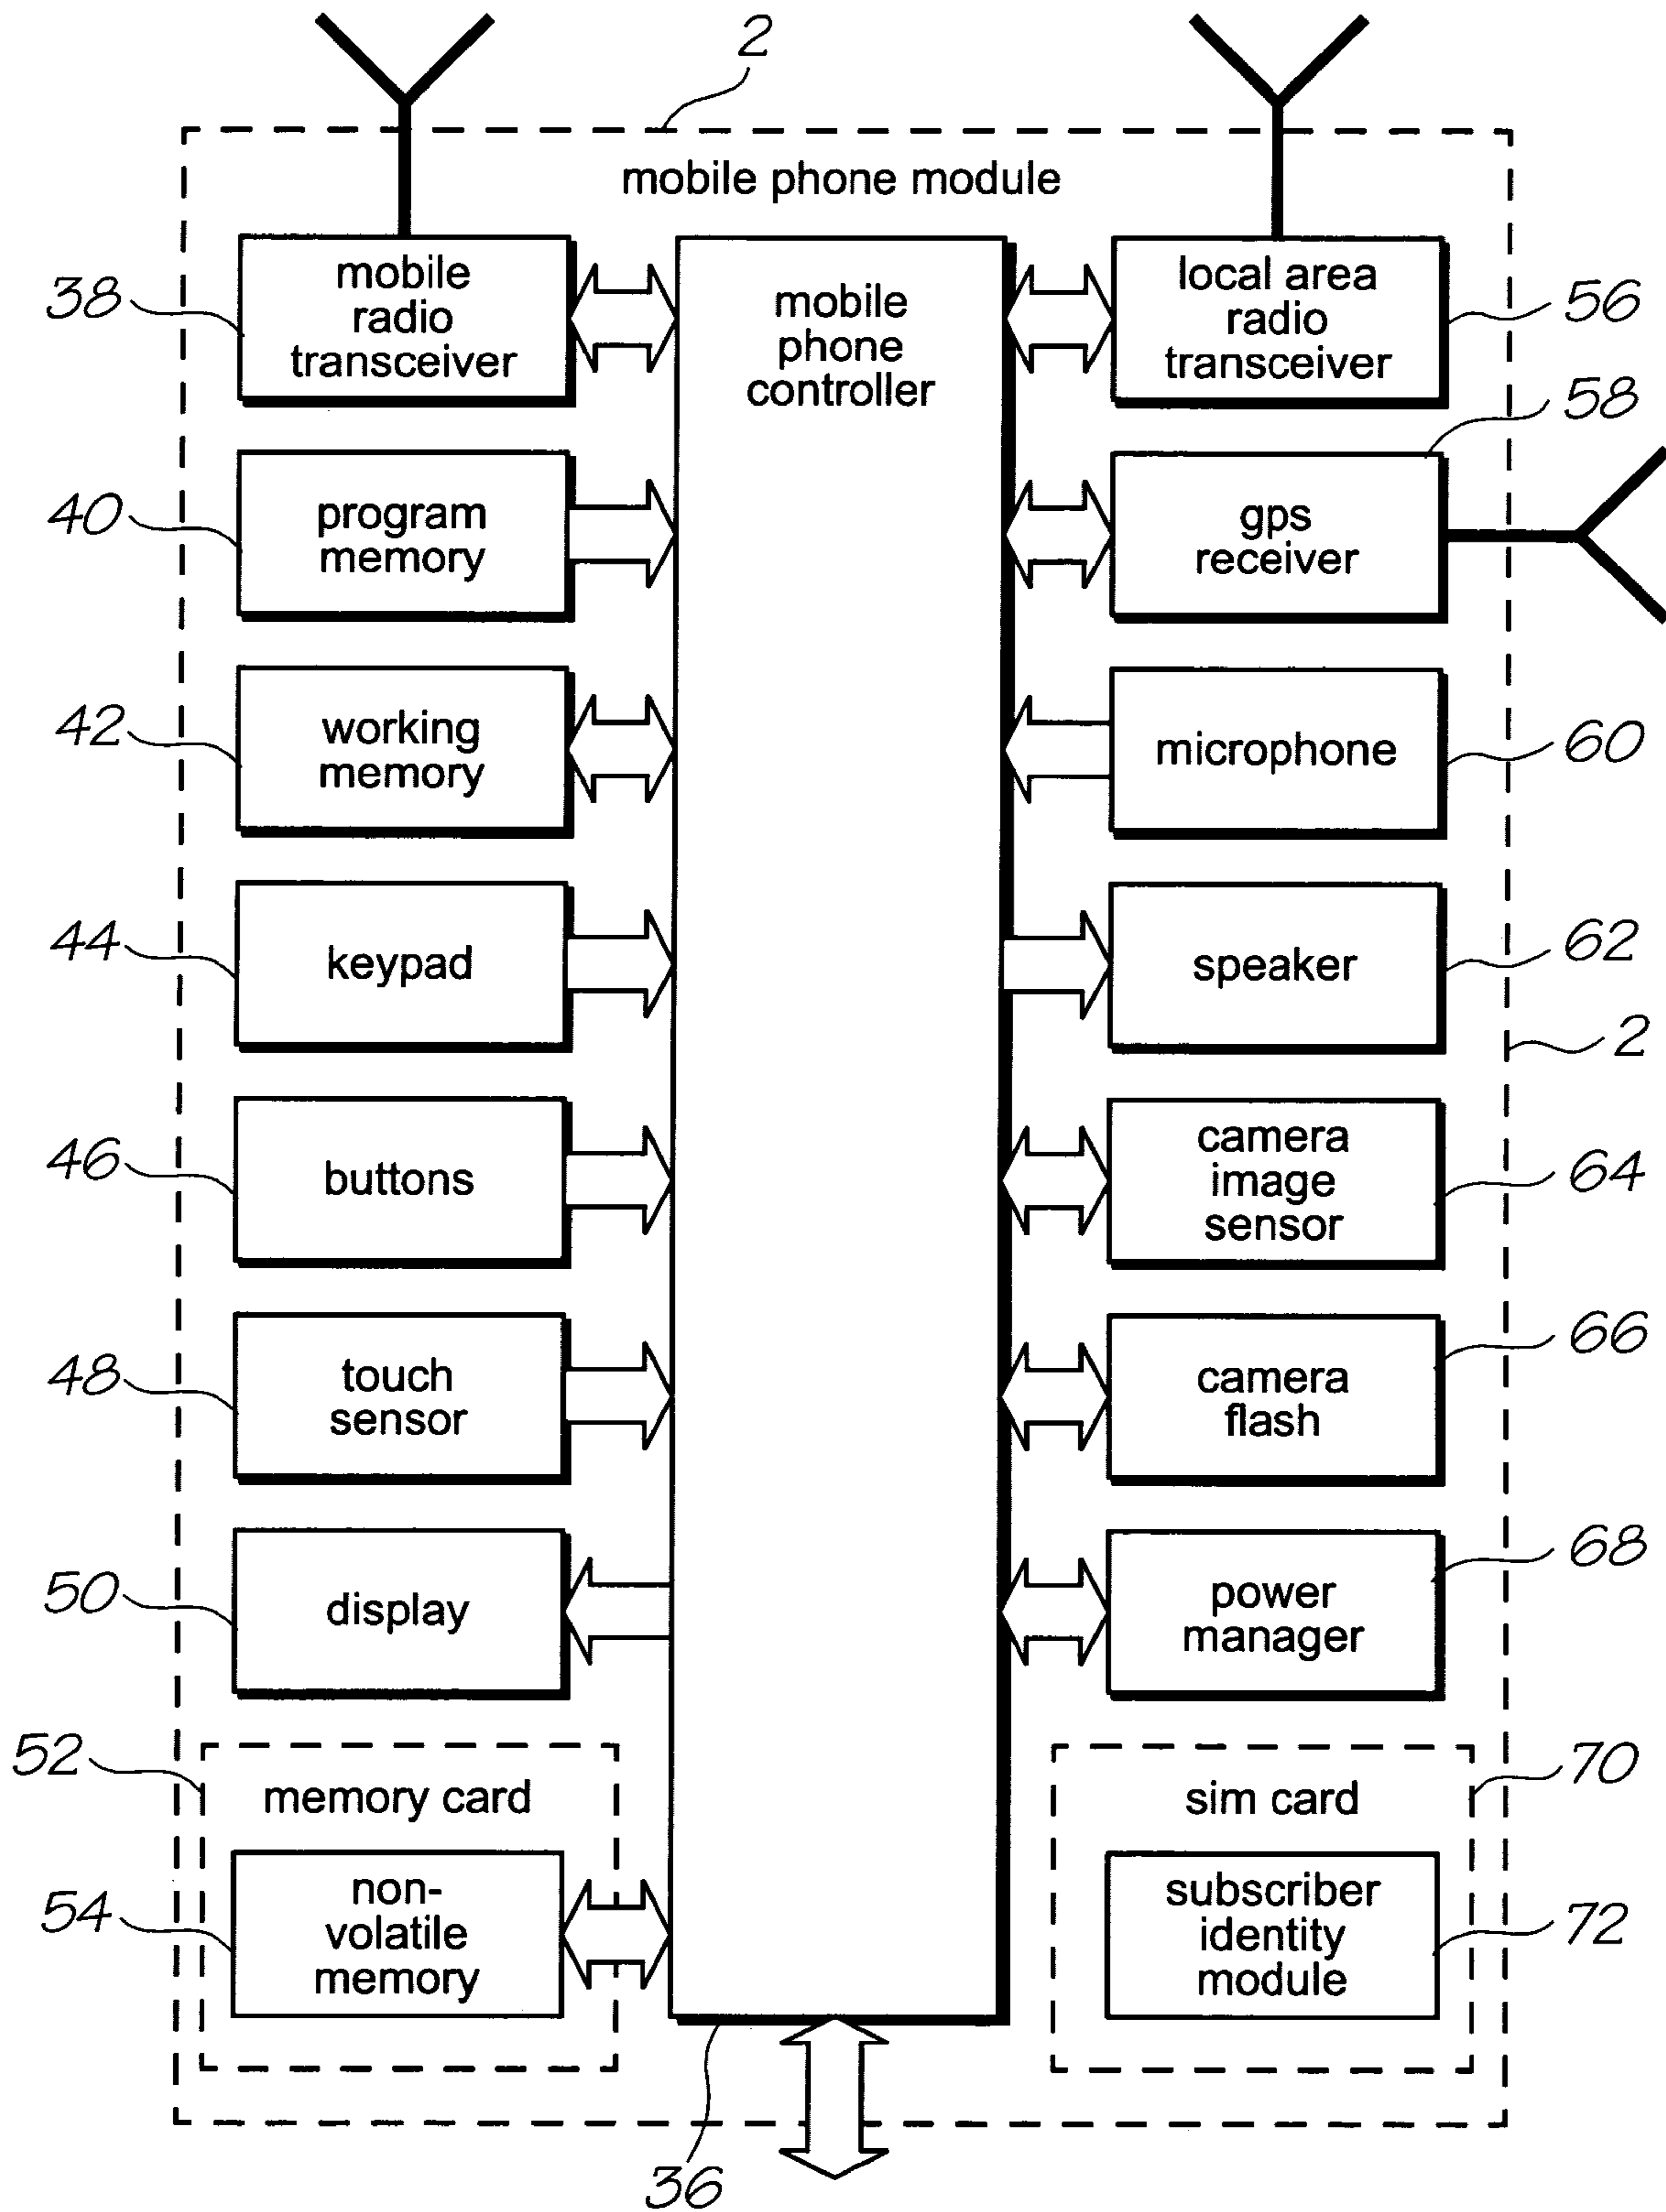 2
mobile phone module
38
mobile
radio
transceiver
mobile
phone
controller
local area
radio
transceiver
56
58
40
program
memory
gps
receiver
42
working
memory
microphone
60
44
keypad
speaker
62
2
46
buttons
camera
image
sensor
64
48
touch
sensor
camera
flash
66
50
display
power
manager
68
52
memory card
sim card
70
54
non-
volatile
memory
subscriber
identity
module
72
36